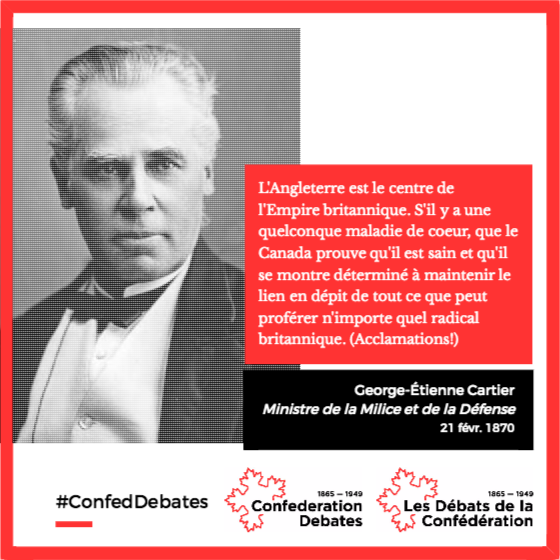 L'Angleterre est le centre de
l'Empire britannique. S'il y a une
quelconque maladie de coeur, que le
Canada prouve qu'il est sain et qu'il
se montre déterminé à maintenir le
lien en dépit de tout ce que peut
proférer n'importe quel radical
britannique. (Acclamations!)
George-Étienne Cartier
Ministre de la Milice et de la Défense
21 févr. 1870
#ConfedDebates
1865 — 1949
Confederation
Debates
1865 — 1949
Les Débats de la
Confédération